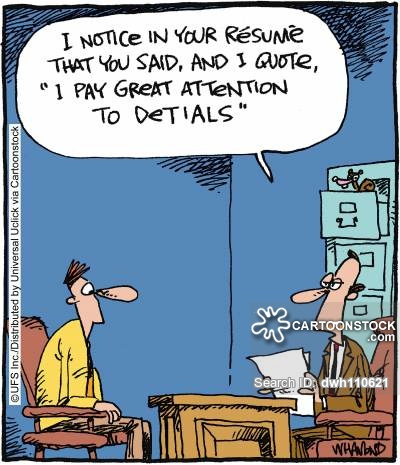 I NOTICE IN YOUR RéSUMé
THAT YOU SAID, AND I QUOTE,
"I PAY GREAT ATTENTION
TO DETIALS"
©UFS Inc./Distributed by Universal Uclick via Cartoonstock
CARTOONSTOCK
.com
Search ID: dwh110621
WHAMOND